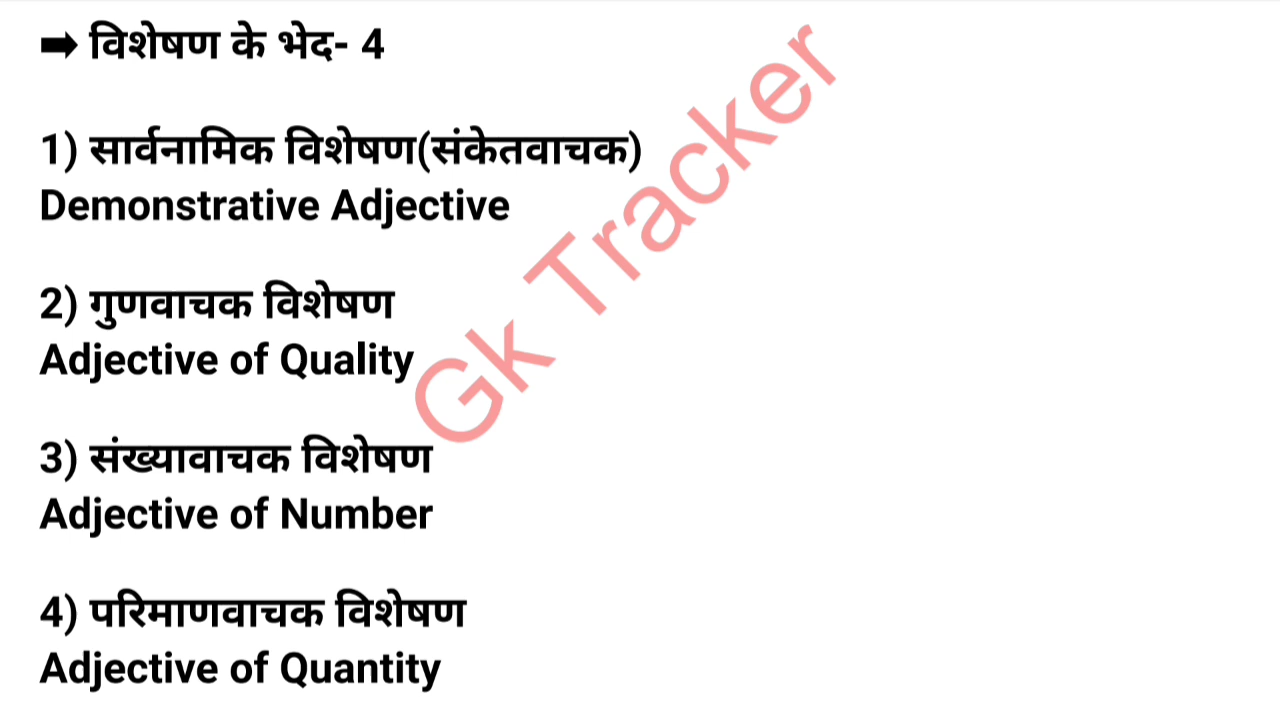 ➡ विशेषण के भेद- 4
1) सार्वनामिक विशेषण(संकेतवाचक)
Demonstrative Adjective
2) गुणवाचक विशेषण
Adjective of Quality
3) संख्यावाचक विशेषण
Adjective of Number
4) परिमाणवाचक विशेषण
Adjective of Quantity
Gk Tracker